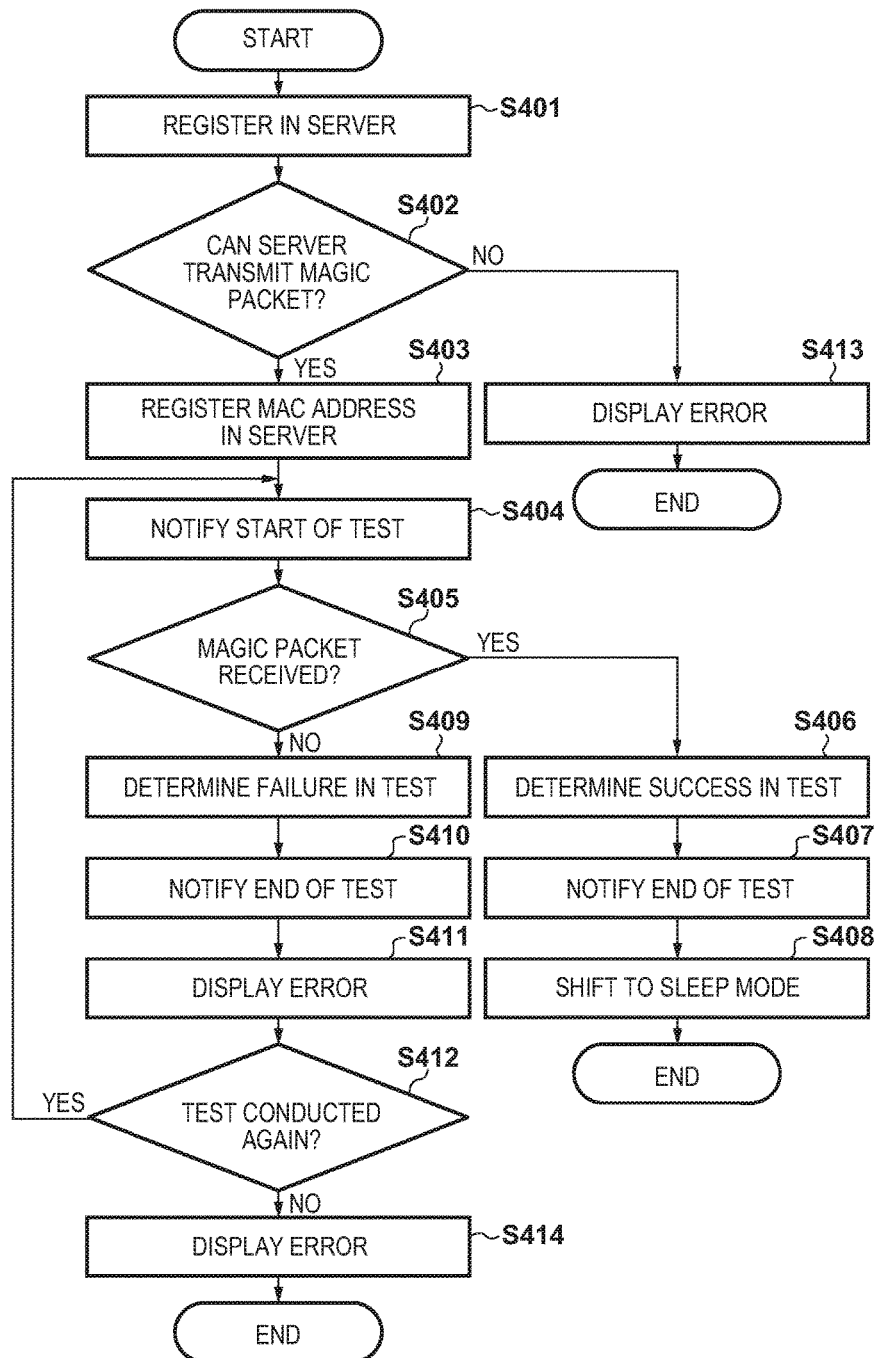 START
S401
REGISTER IN SERVER
S402
CAN SERVER
TRANSMIT MAGIC
PACKET?
NO
YES
S403
REGISTER MAC ADDRESS
IN SERVER
S413
DISPLAY ERROR
END
NOTIFY START OF TEST
S404
S405
MAGIC PACKET
RECEIVED?
YES
NO
S409
DETERMINE FAILURE IN TEST
S406
DETERMINE SUCCESS IN TEST
S410
NOTIFY END OF TEST
S407
NOTIFY END OF TEST
S411
DISPLAY ERROR
S408
SHIFT TO SLEEP MODE
END
S412
YES
TEST CONDUCTED
AGAIN?
NO
DISPLAY ERROR
S414
END